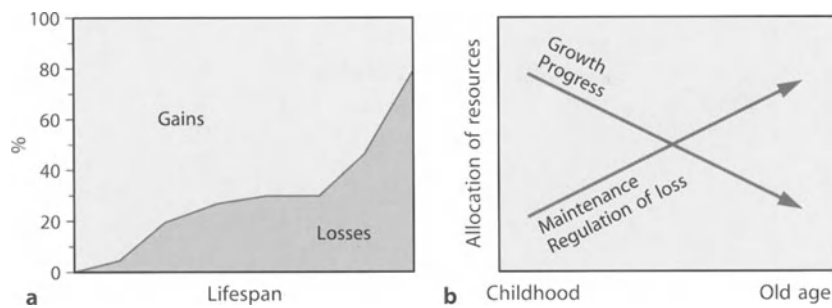 100
80
60
40
20
0
%
Gains
Losses
a
Lifespan
Allocation of resources
Growth
Progress
Maintenance
Regulation of loss
b
Childhood
Old age